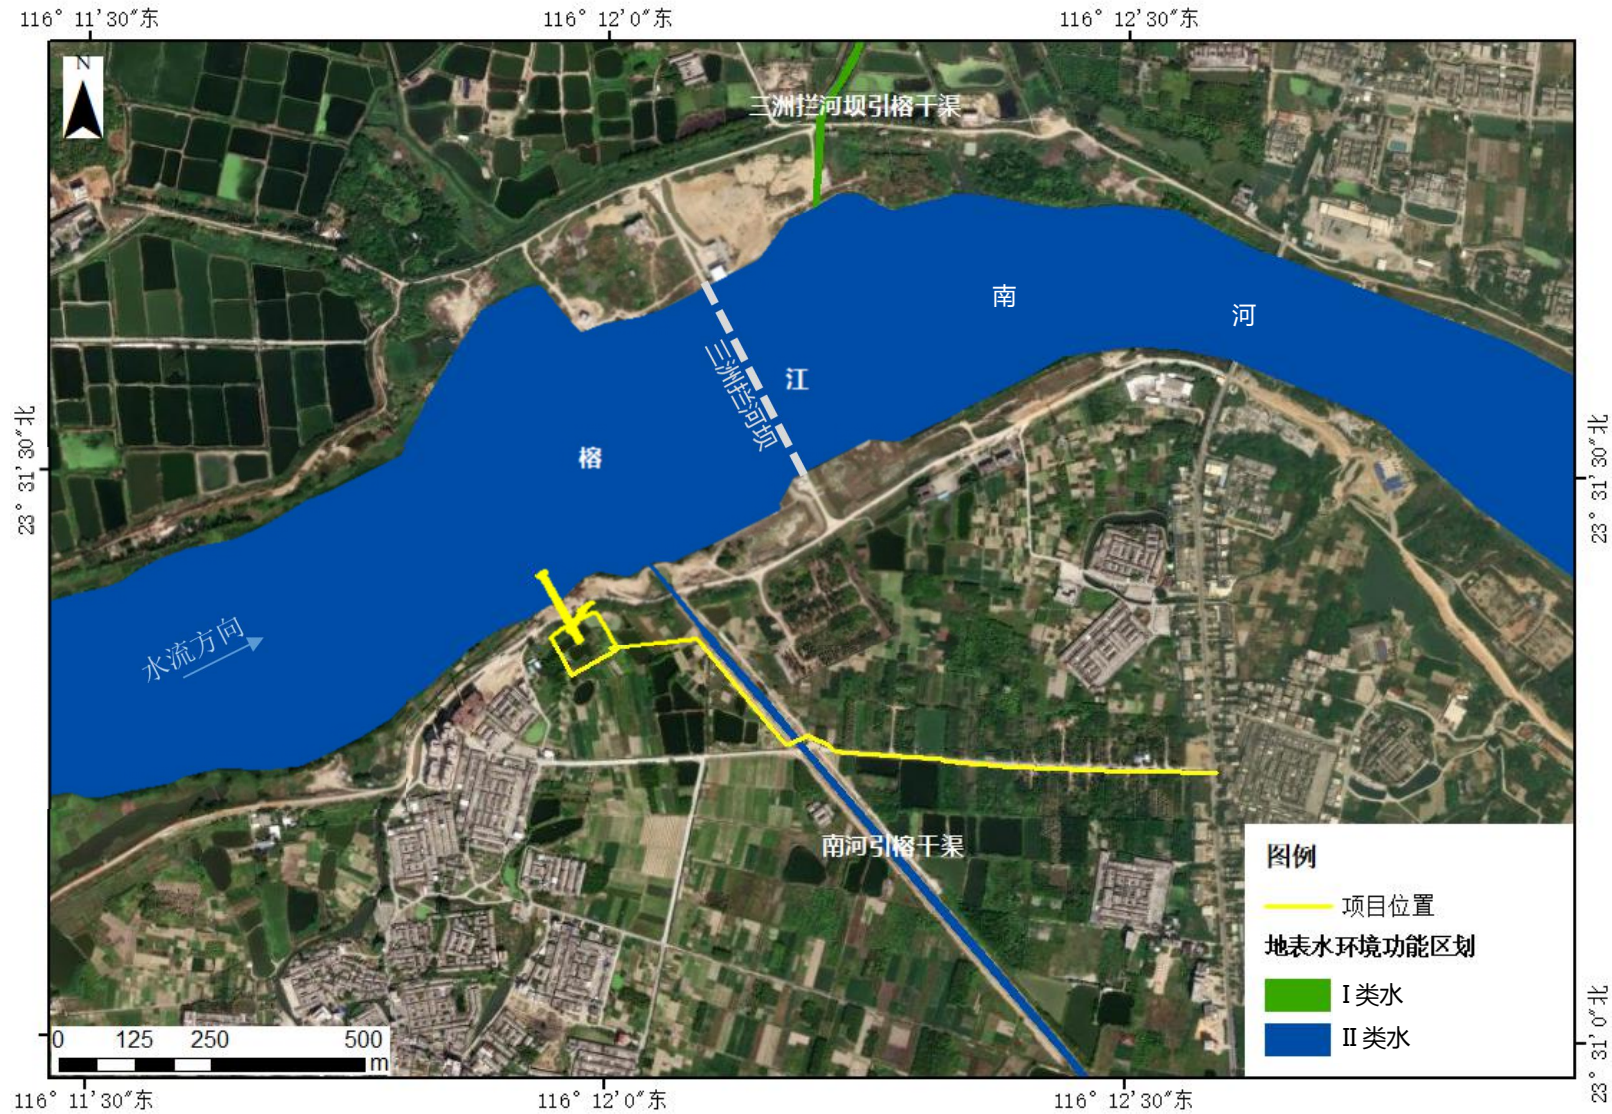 116° 11′30″东
116° 12′0″东
116° 12′30″东
N
三洲拦河坝引榕干渠
南
河
江
三洲拦河坝
榕
23° 31′30″北
23° 31′30″北
水流方向
南河引榕干渠
图例
项目位置
地表水环境功能区划
I 类水
II 类水
0 125 250 500
m
23° 31′0″北
116° 11′30″东
116° 12′0″东
116° 12′30″东